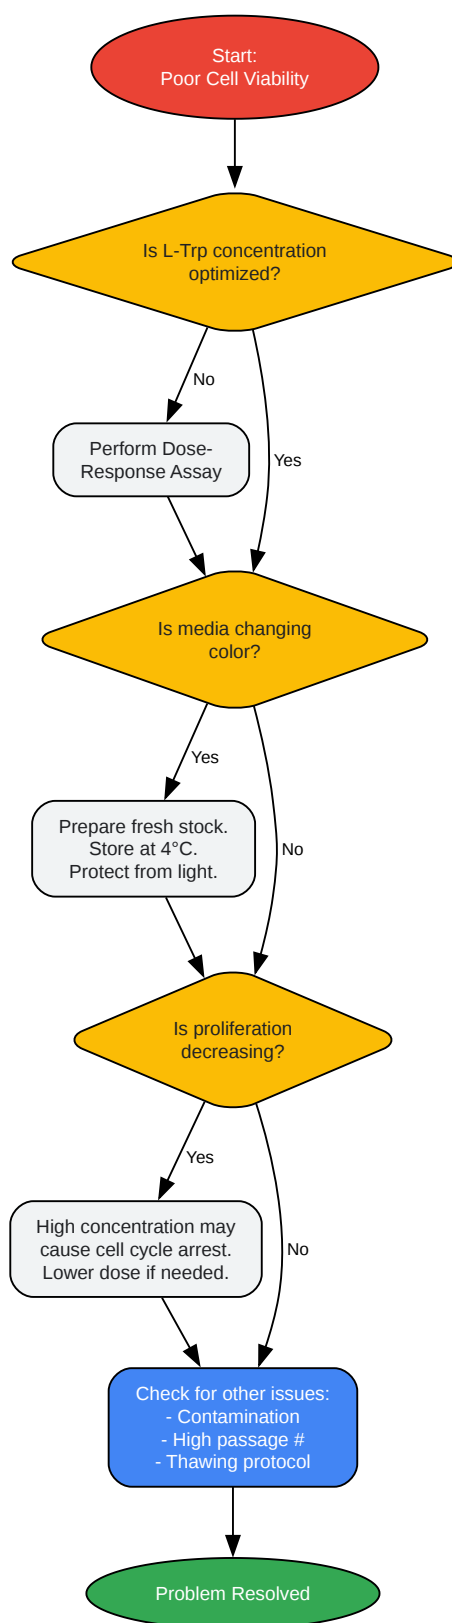 Start:
Poor Cell Viability
Is L-Trp concentration
optimized?
No
Perform Dose-
Response Assay
Yes
Is media changing
color?
Yes
Prepare fresh stock.
Store at 4°C.
Protect from light.
No
Is proliferation
decreasing?
Yes
High concentration may
cause cell cycle arrest.
Lower dose if needed.
No
Check for other issues:
- Contamination
- High passage #
- Thawing protocol
Problem Resolved